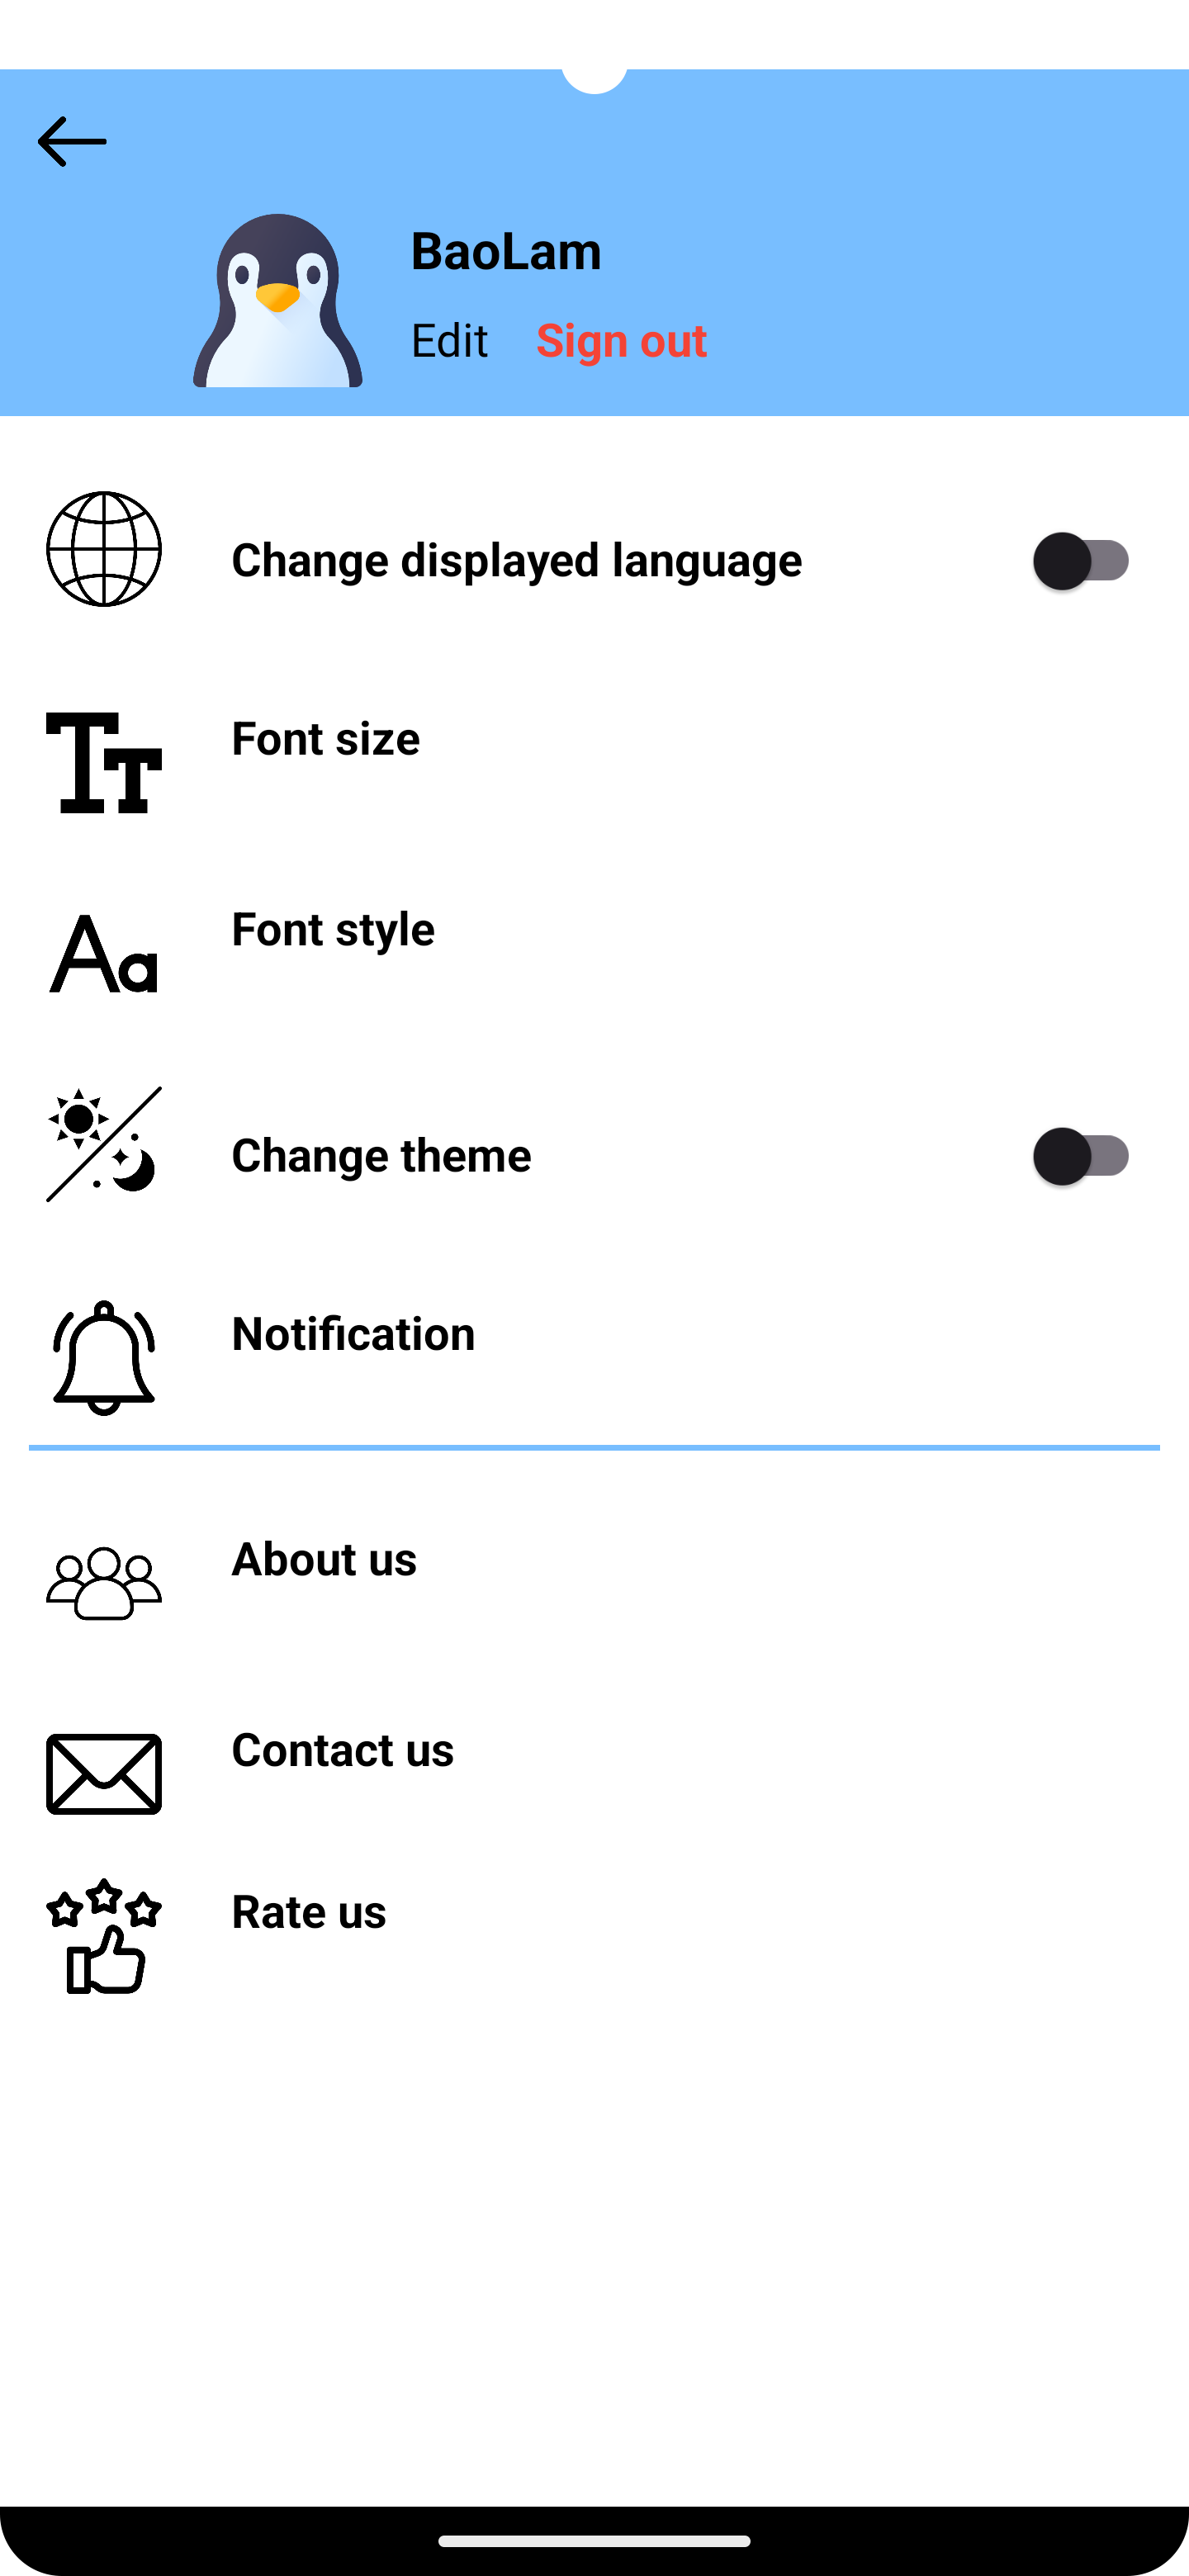 BaoLam
Edit Sign out
Change displayed language
Font size
Font style
Change theme
Notification
About us
Contact us
Rate us